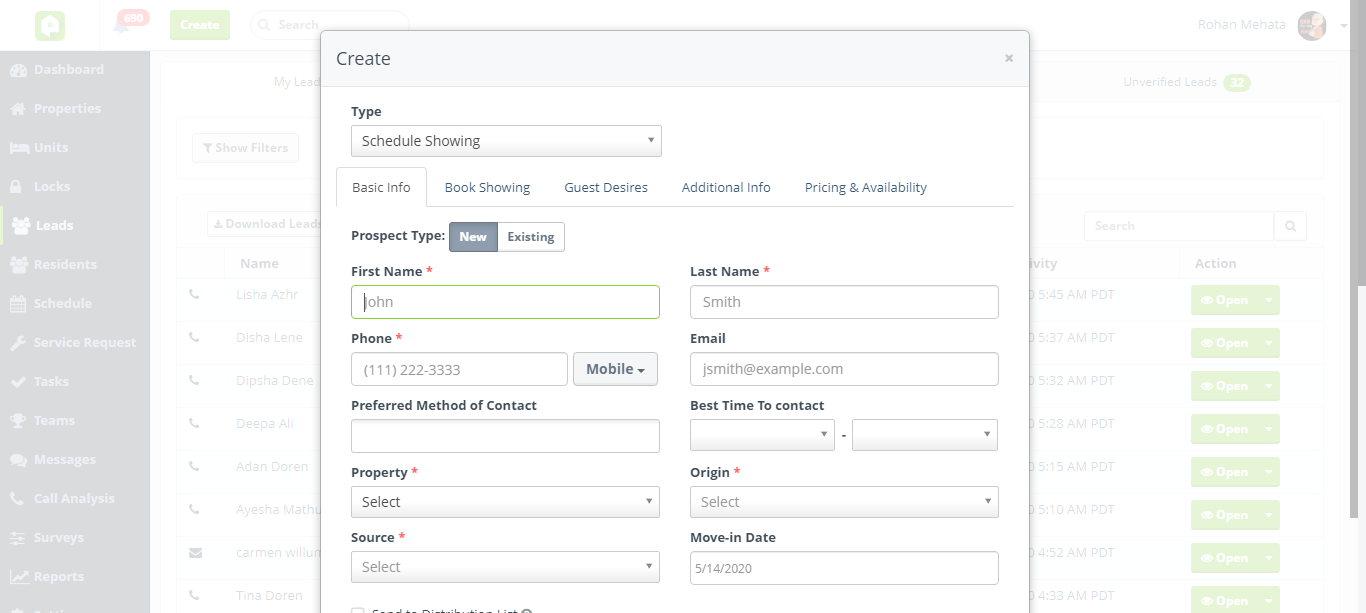 690
Create
Search
Rohan Mehata
Dashboard
Properties
Units
Locks
Leads
Residents
Schedule
Service Request
Tasks
Teams
Messages
Call Analysis
Surveys
Reports
My Lead
Unverified Leads 32
Show Filters
Download Leads
Search
Name
ivity
Action
Lisha Azhr
0 5:45 AM PDT
Open
Disha Lene
0 5:37 AM PDT
Open
Dipsha Dene
0 5:32 AM PDT
Open
Deepa Ali
0 5:28 AM PDT
Open
Adan Doren
0 5:15 AM PDT
Open
Ayesha Mathu
0 5:10 AM PDT
Open
carmen willum
0 4:52 AM PDT
Open
Tina Doren
0 4:33 AM PDT
Open
Create ×
Type
Schedule Showing
Basic Info Book Showing Guest Desires Additional Info Pricing & Availability
Prospect Type: New Existing
First Name * Last Name *
John Smith
Phone * Email
(111) 222-3333 Mobile jsmith@example.com
Preferred Method of Contact Best Time To contact
-
Property * Origin *
Select Select
Source * Move-in Date
Select 5/14/2020
Send to Distribution List